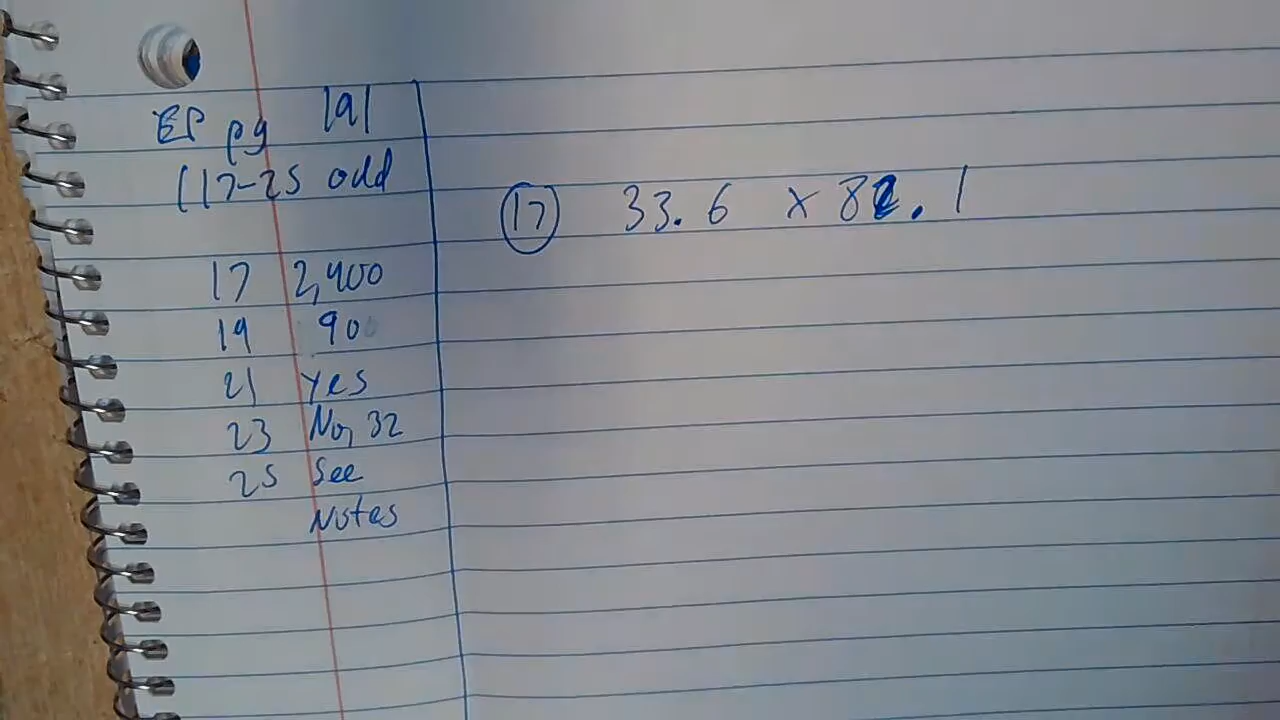 EP pg 191
(17-25 odd
17 2,400
19 900
21 yes
23 No, 32
25 See
Notes
17 33.6 x 82.1